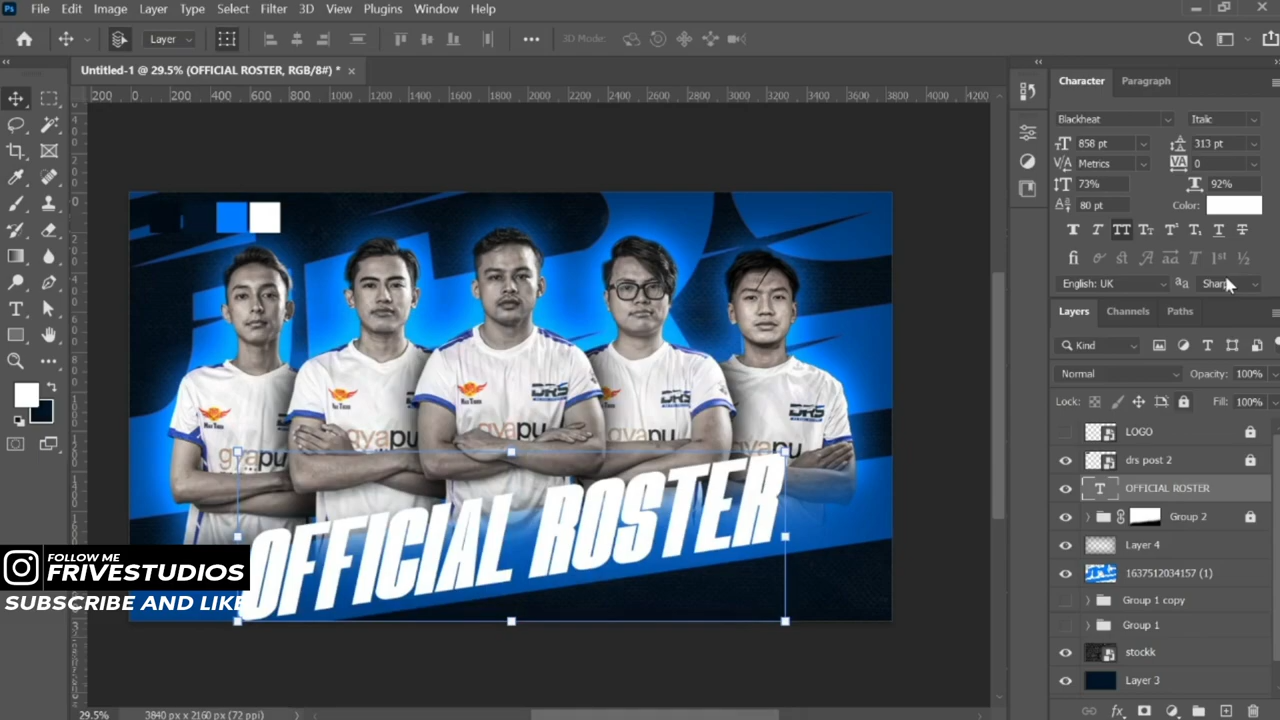 Ps File Edit Image Layer Type Select Filter 3D View Plugins Window Help
Layer 3D Mode:
Untitled-1 @ 29.5% (OFFICIAL ROSTER, RGB/8#) *
200 0 200 400 600 800 1000 1200 1400 1600 1800 2000 2200 2400 2600 2800 3000 3200 3400 3600 3800 4000 4200
Character Paragraph
Blackheat Italic
858 pt 313 pt
Metrics 0
73% 92%
80 pt Color:
English: UK Sharp
Layers Channels Paths
Kind
Normal Opacity: 100%
Lock: Fill: 100%
LOGO
drs post 2
OFFICIAL ROSTER
Group 2
Layer 4
1637512034157 (1)
Group 1 copy
Group 1
stockk
Layer 3
DRS
DRS
DRS
gyapu
gyapu
OFFICIAL ROSTER
FOLLOW ME
FRIVESTUDIOS
SUBSCRIBE AND LIKE
29.5% 3840 px x 2160 px (72 ppi)